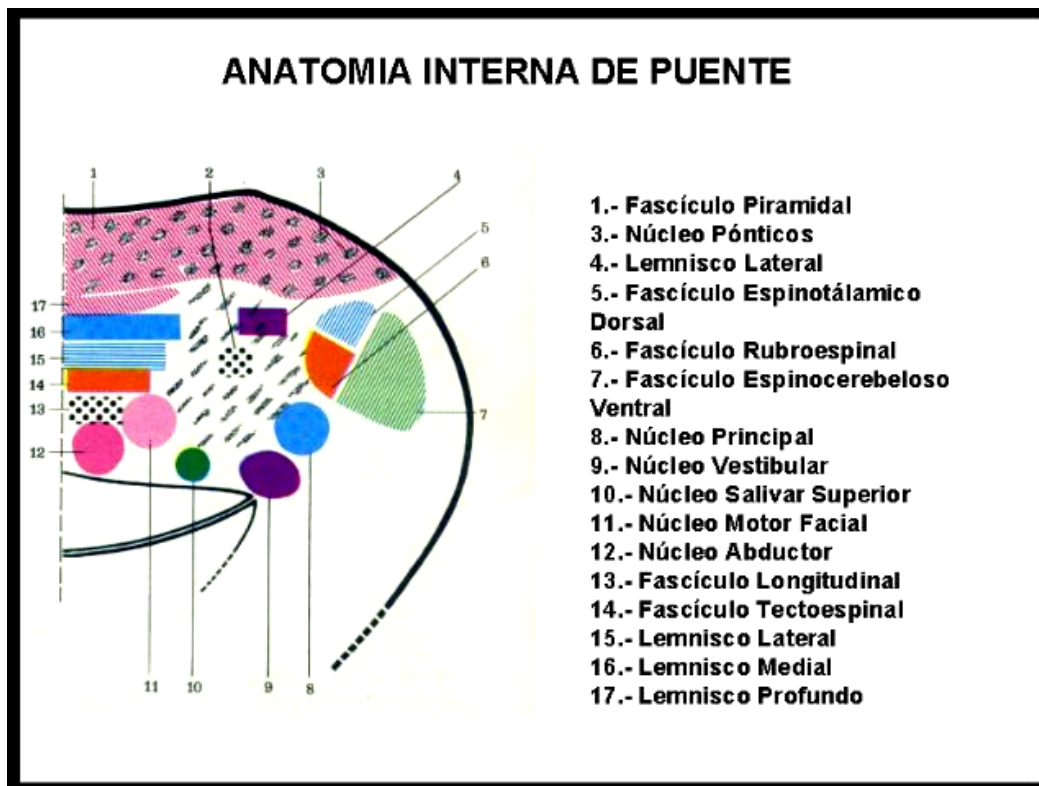 ANATOMIA INTERNA DE PUENTE
1
2
3
4
5
6
17
16
15
14
13
12
7
11
10
9
8
1.- Fascículo Piramidal
3.- Núcleo Pónticos
4.- Lemnisco Lateral
5.- Fascículo Espinotálamico
Dorsal
6.- Fascículo Rubroespinal
7.- Fascículo Espinocerebeloso
Ventral
8.- Núcleo Principal
9.- Núcleo Vestibular
10.- Núcleo Salivar Superior
11.- Núcleo Motor Facial
12.- Núcleo Abductor
13.- Fascículo Longitudinal
14.- Fascículo Tectoespinal
15.- Lemnisco Lateral
16.- Lemnisco Medial
17.- Lemnisco Profundo